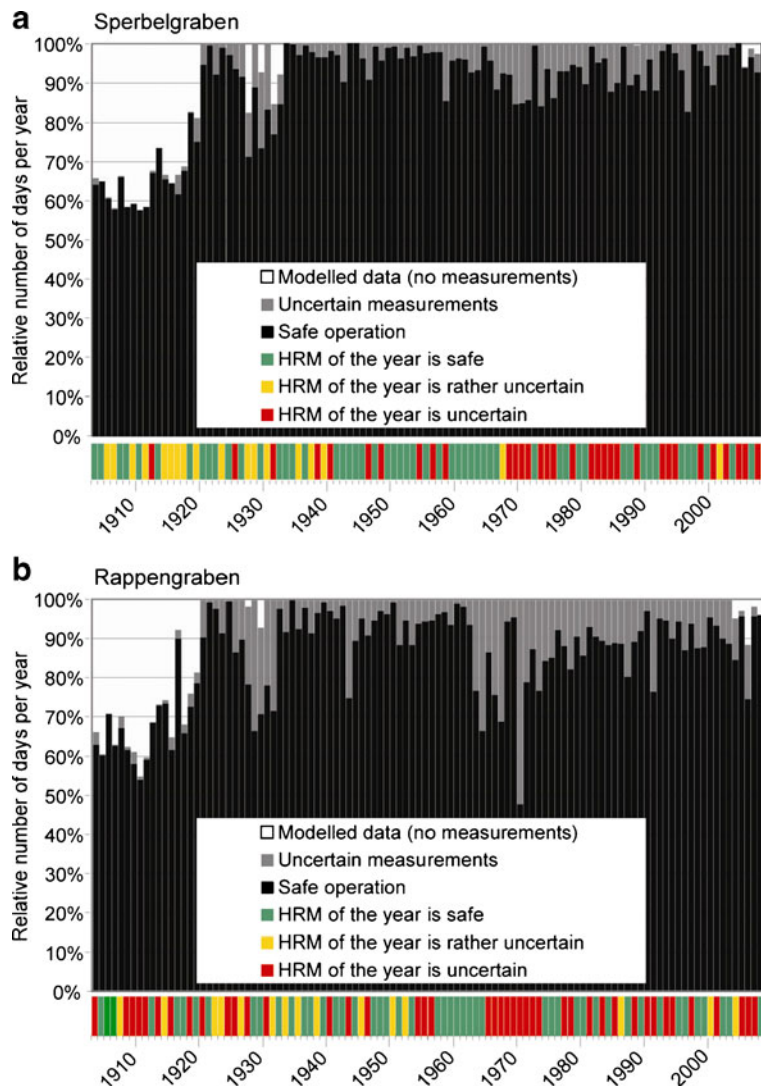 a
Sperbelgraben
Relative number of days per year
100%
90%
80%
70%
60%
50%
40%
30%
20%
10%
0%
Modelled data (no measurements)
Uncertain measurements
Safe operation
HRM of the year is safe
HRM of the year is rather uncertain
HRM of the year is uncertain
1910 1920 1930 1940 1950 1960 1970 1980 1990 2000
b
Rappengraben
Relative number of days per year
100%
90%
80%
70%
60%
50%
40%
30%
20%
10%
0%
Modelled data (no measurements)
Uncertain measurements
Safe operation
HRM of the year is safe
HRM of the year is rather uncertain
HRM of the year is uncertain
1910 1920 1930 1940 1950 1960 1970 1980 1990 2000